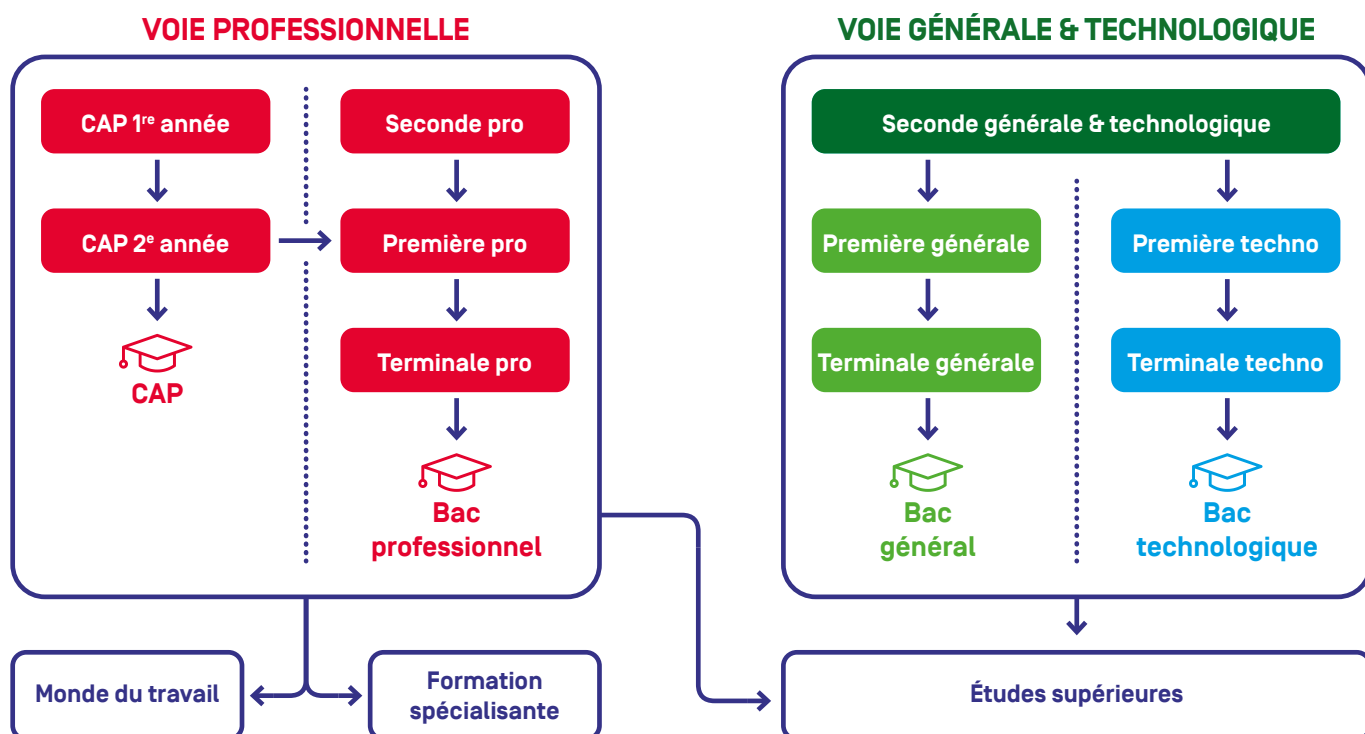 VOIE PROFESSIONNELLE
CAP 1re année
CAP 2e année
CAP
Seconde pro
Première pro
Terminale pro
Bac
professionnel
Monde du travail
Formation
spécialisante
VOIE GÉNÉRALE & TECHNOLOGIQUE
Seconde générale & technologique
Première générale
Terminale générale
Bac
général
Première techno
Terminale techno
Bac
technologique
Études supérieures